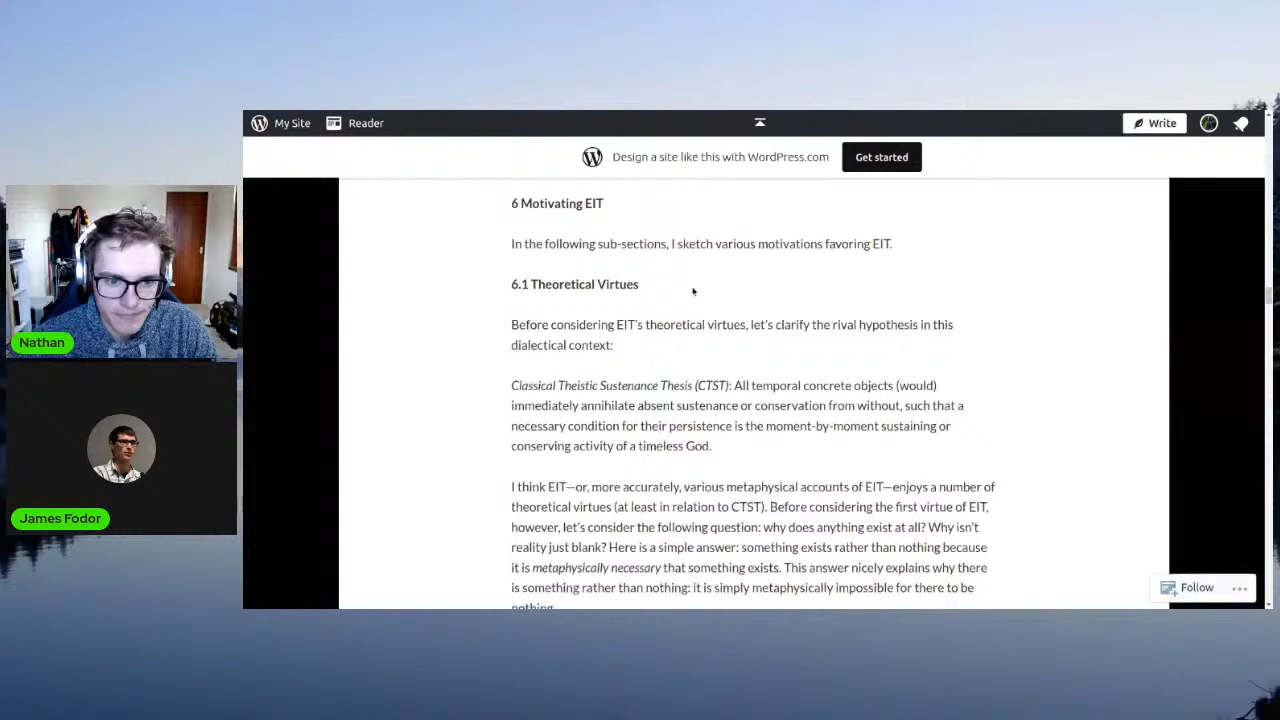 My Site
Reader
Write
Design a site like this with WordPress.com
Get started
6 Motivating EIT
In the following sub-sections, I sketch various motivations favoring EIT.
6.1 Theoretical Virtues
Before considering EIT's theoretical virtues, let's clarify the rival hypothesis in this
dialectical context:
Classical Theistic Sustenance Thesis (CTST): All temporal concrete objects (would)
immediately annihilate absent sustenance or conservation from without, such that a
necessary condition for their persistence is the moment-by-moment sustaining or
conserving activity of a timeless God.
I think EIT—or, more accurately, various metaphysical accounts of EIT—enjoys a number of
theoretical virtues (at least in relation to CTST). Before considering the first virtue of EIT,
however, let's consider the following question: why does anything exist at all? Why isn't
reality just blank? Here is a simple answer: something exists rather than nothing because
it is metaphysically necessary that something exists. This answer nicely explains why there
is something rather than nothing: it is simply metaphysically impossible for there to be
nothing.
Follow
Nathan
James Fodor